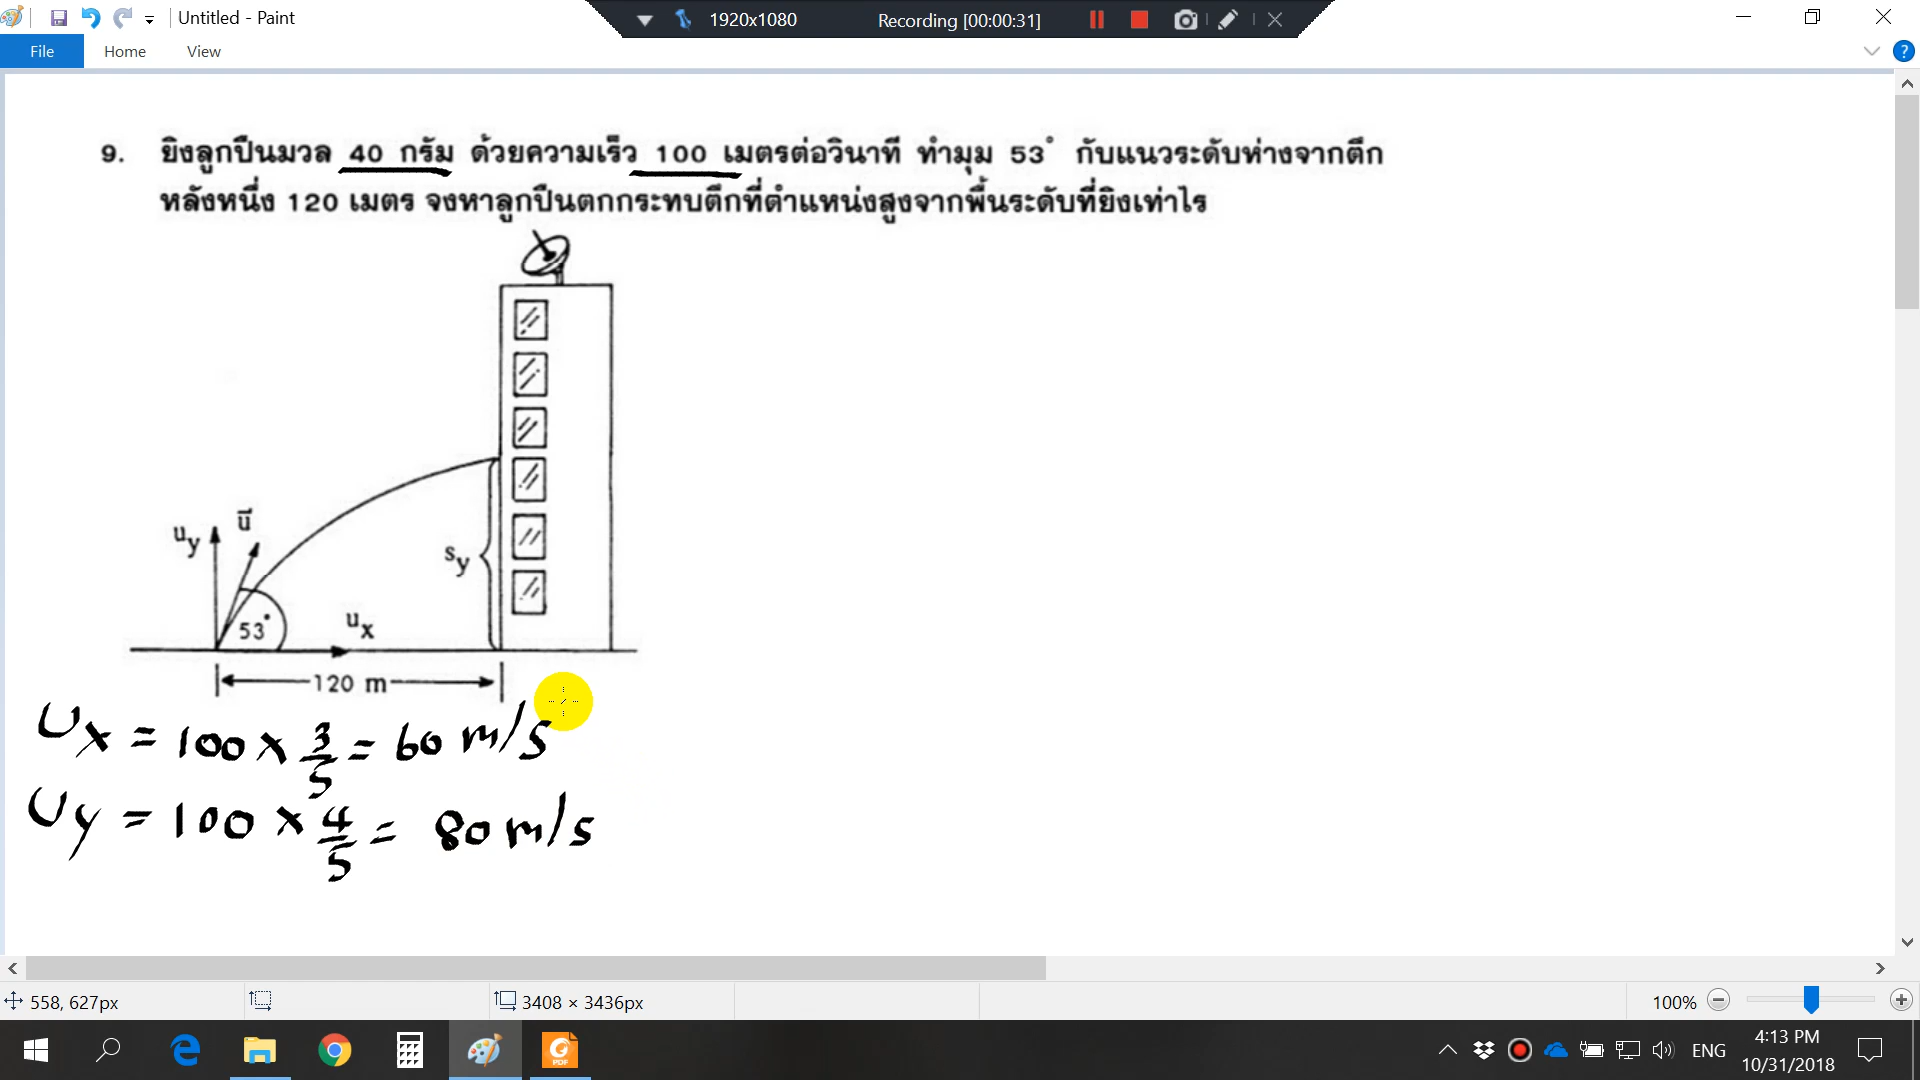 Untitled - Paint
1920x1080
Recording [00:00:31]
File
Home
View
9. ยิงลูกปืนมวล 40 กรัม ด้วยความเร็ว 100 เมตรต่อวินาที ทำมุม 53° กับแนวระดับห่างจากตึก
หลังหนึ่ง 120 เมตร จงหาลูกปืนตกกระทบตึกที่ตำแหน่งสูงจากพื้นระดับที่ยิงเท่าไร
u
uy
sy
ux
53°
120 m
Ux = 100 × 3/5 = 60 m/s
Uy = 100 × 4/5 = 80 m/s
558, 627px
3408 × 3436px
100%
PDF
ENG
4:13 PM
10/31/2018